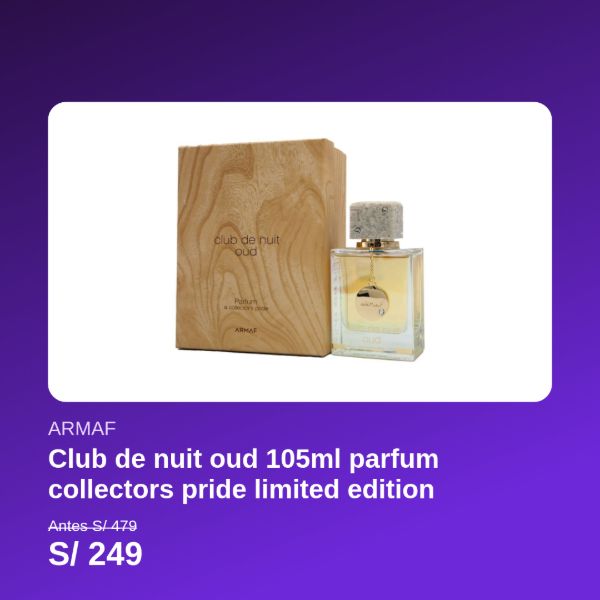 club de nuit
oud
Parfum
a collector's pride
ARMAF
oud
ARMAF
Club de nuit oud 105ml parfum
collectors pride limited edition
Antes S/ 479
S/ 249